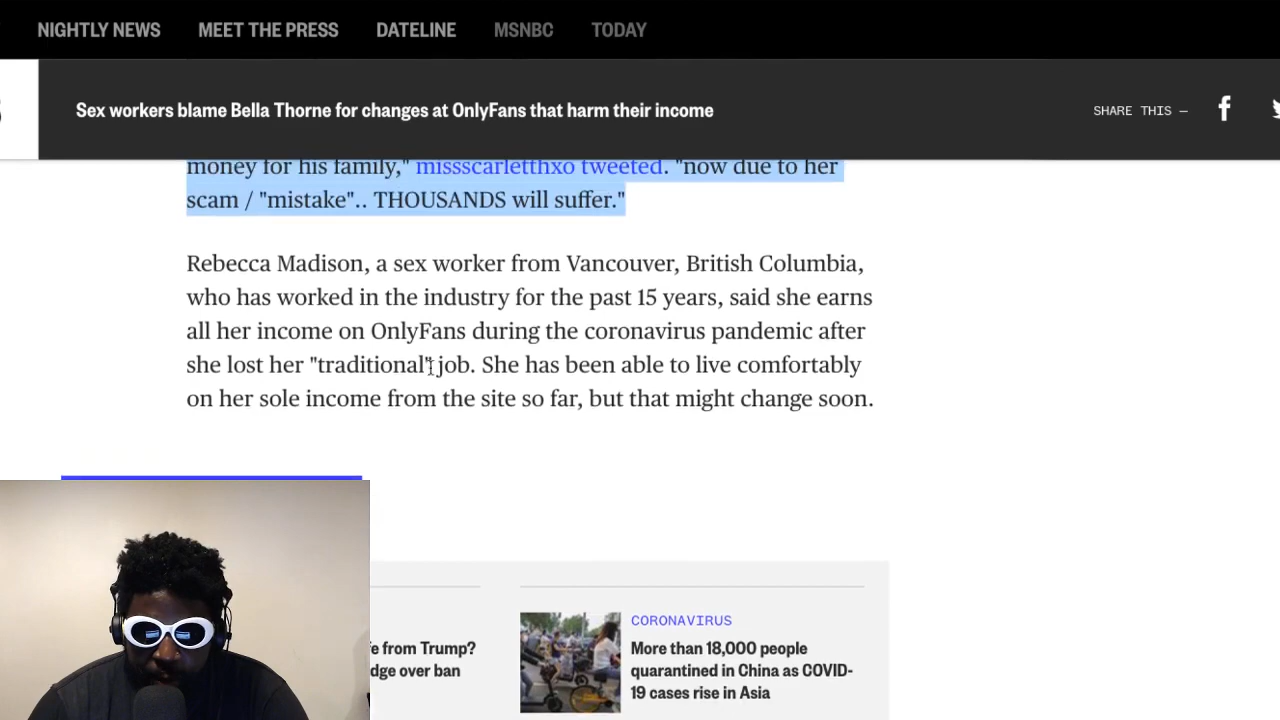 NIGHTLY NEWS MEET THE PRESS DATELINE MSNBC TODAY
Sex workers blame Bella Thorne for changes at OnlyFans that harm their income
SHARE THIS —
money for his family," missscarletthxo tweeted. "now due to her
scam / "mistake".. THOUSANDS will suffer."
Rebecca Madison, a sex worker from Vancouver, British Columbia,
who has worked in the industry for the past 15 years, said she earns
all her income on OnlyFans during the coronavirus pandemic after
she lost her "traditional" job. She has been able to live comfortably
on her sole income from the site so far, but that might change soon.
from Trump?
over ban
CORONAVIRUS
More than 18,000 people
quarantined in China as COVID-
19 cases rise in Asia